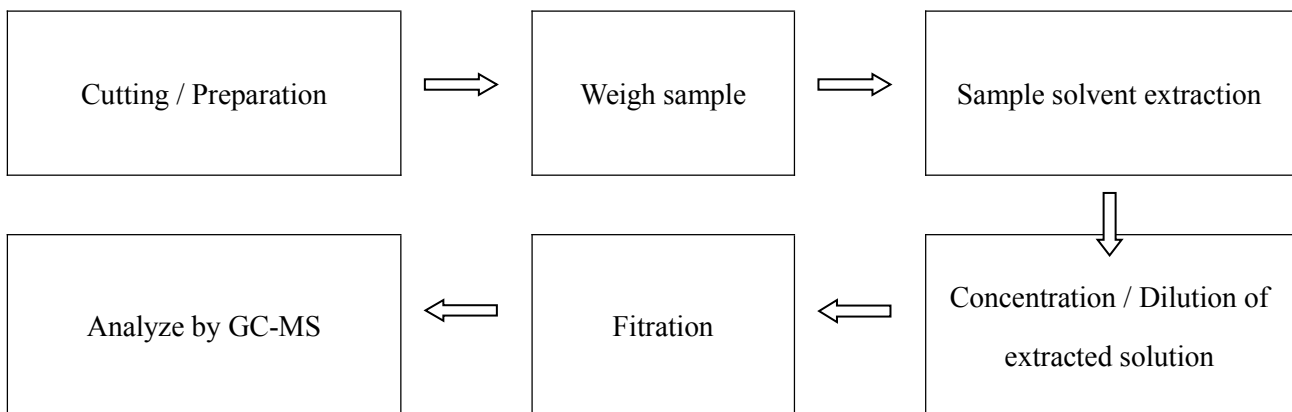 Cutting / Preparation
Weigh sample
Sample solvent extraction
Concentration / Dilution of
extracted solution
Fitration
Analyze by GC-MS